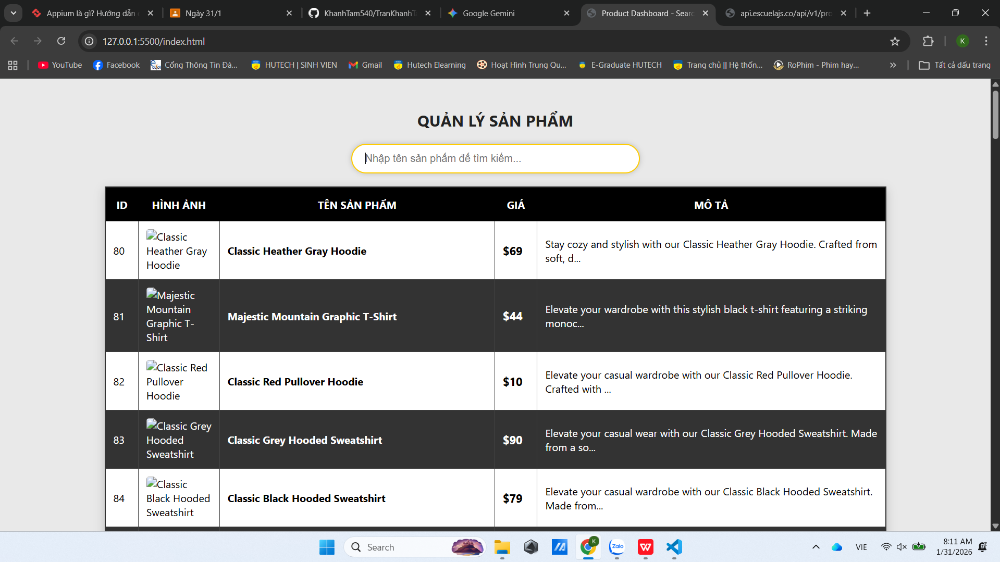 Appium là gì? Hướng dẫn c
Ngày 31/1
KhanhTam540/TranKhanhTa
Google Gemini
Product Dashboard - Searc
api.escuelajs.co/api/v1/pro
127.0.0.1:5500/index.html
K
YouTube
Facebook
Cổng Thông Tin Đà...
HUTECH | SINH VIEN
Gmail
Hutech Elearning
Hoạt Hình Trung Qu...
E-Graduate HUTECH
Trang chủ || Hệ thốn...
RoPhim - Phim hay...
Tất cả dấu trang
QUẢN LÝ SẢN PHẨM
Nhập tên sản phẩm để tìm kiếm...
ID HÌNH ẢNH TÊN SẢN PHẨM GIÁ MÔ TẢ
80
Classic
Heather Gray
Hoodie
Classic Heather Gray Hoodie
$69
Stay cozy and stylish with our Classic Heather Gray Hoodie. Crafted from
soft, d...
81
Majestic
Mountain
Graphic T-
Shirt
Majestic Mountain Graphic T-Shirt
$44
Elevate your wardrobe with this stylish black t-shirt featuring a striking
monoc...
82
Classic Red
Pullover
Hoodie
Classic Red Pullover Hoodie
$10
Elevate your casual wardrobe with our Classic Red Pullover Hoodie.
Crafted with ...
83
Classic Grey
Hooded
Sweatshirt
Classic Grey Hooded Sweatshirt
$90
Elevate your casual wear with our Classic Grey Hooded Sweatshirt. Made
from a so...
84
Classic
Black Hooded
Sweatshirt
Classic Black Hooded Sweatshirt
$79
Elevate your casual wardrobe with our Classic Black Hooded Sweatshirt.
Made from...
Search
K
Zalo
VIE
8:11 AM
1/31/2026